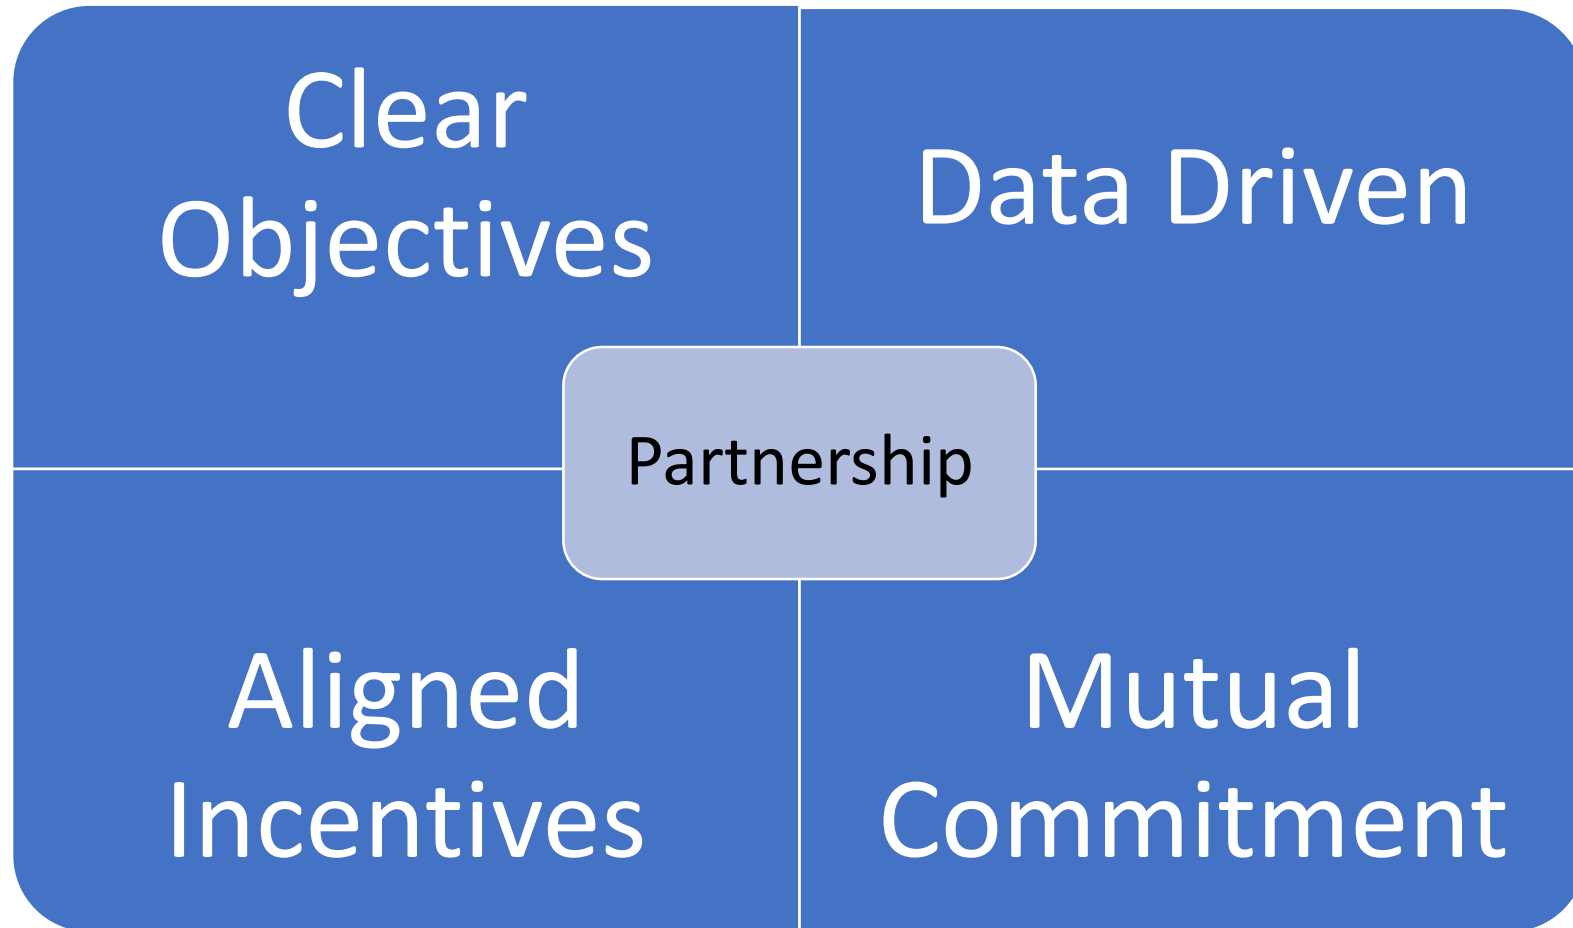 Clear
Objectives
Data Driven
Partnership
Aligned
Incentives
Mutual
Commitment